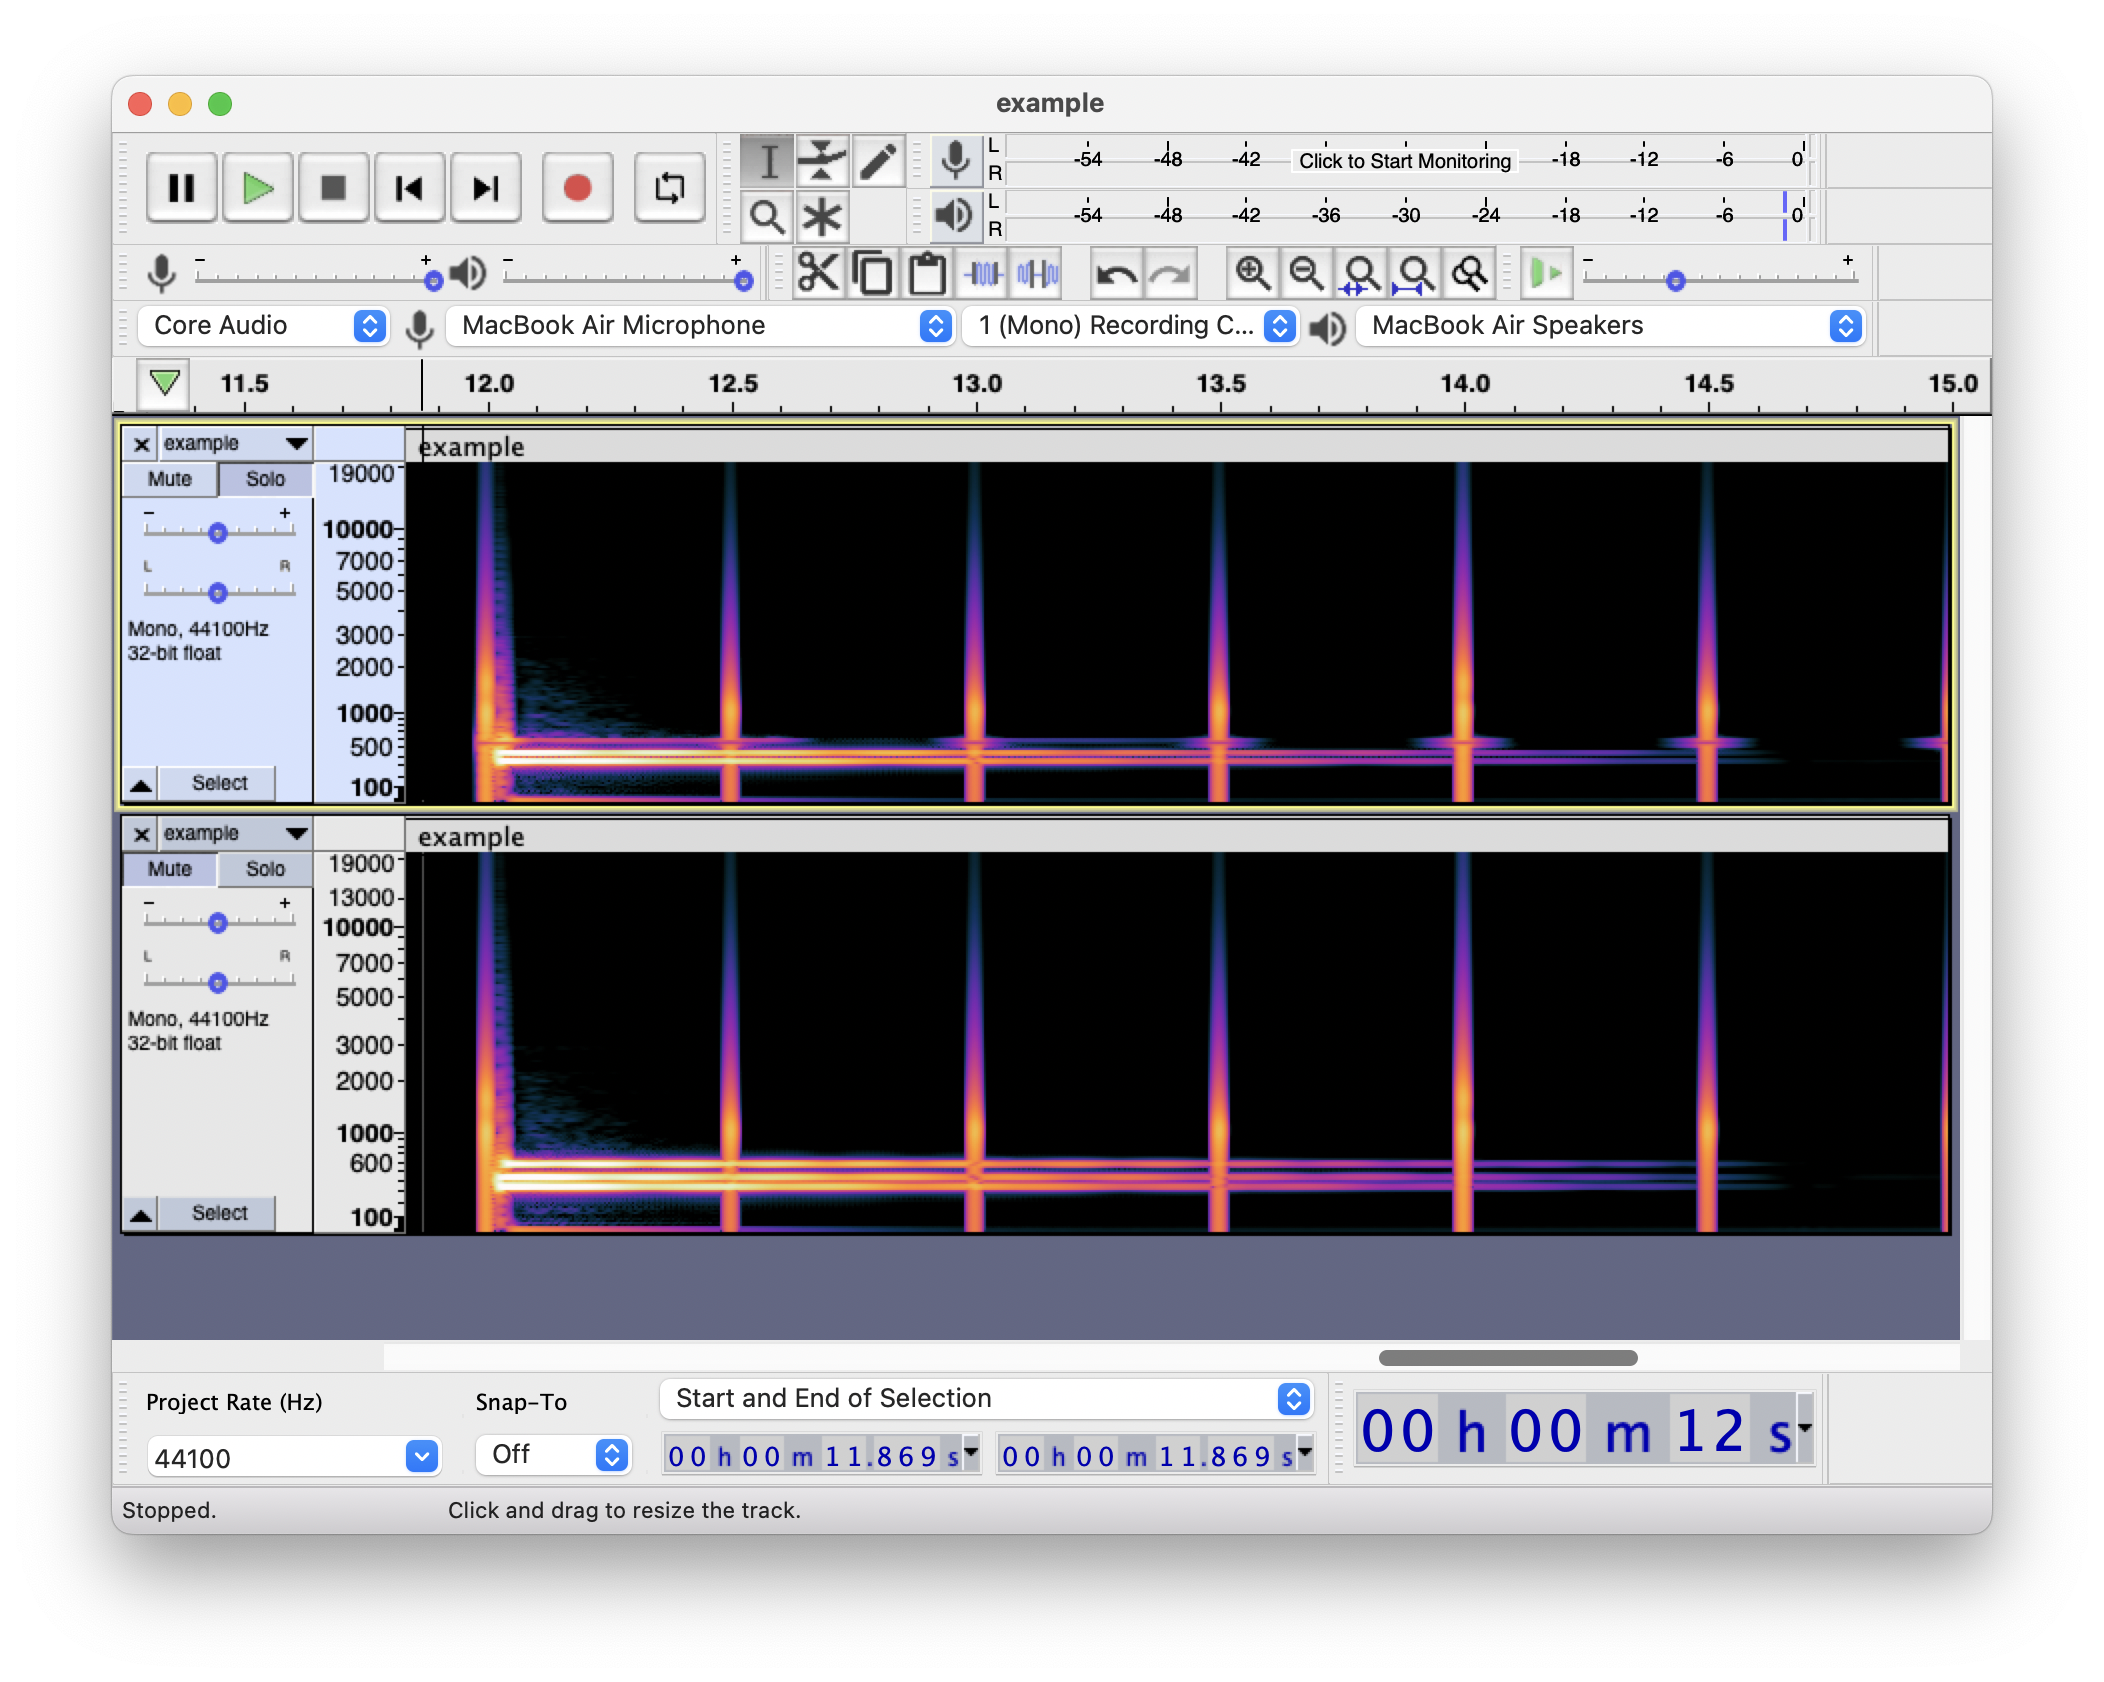 example
L -54 -48 -42 Click to Start Monitoring -18 -12 -6 0
R
L -54 -48 -42 -36 -30 -24 -18 -12 -6 0
R
- + - + - +
Core Audio MacBook Air Microphone 1 (Mono) Recording C... MacBook Air Speakers
11.5 12.0 12.5 13.0 13.5 14.0 14.5 15.0
example example
Mute Solo 19000
- + 10000
7000
L R 5000
Mono, 44100Hz 3000
32-bit float 2000
1000
500
Select 100
example example
Mute Solo 19000
13000
- + 10000
L R 7000
5000
Mono, 44100Hz
32-bit float 3000
2000
1000
600
Select 100
Project Rate (Hz) Snap-To Start and End of Selection
44100 Off 00 h 00 m 11.869 s 00 h 00 m 11.869 s 00 h 00 m 12 s
Stopped. Click and drag to resize the track.